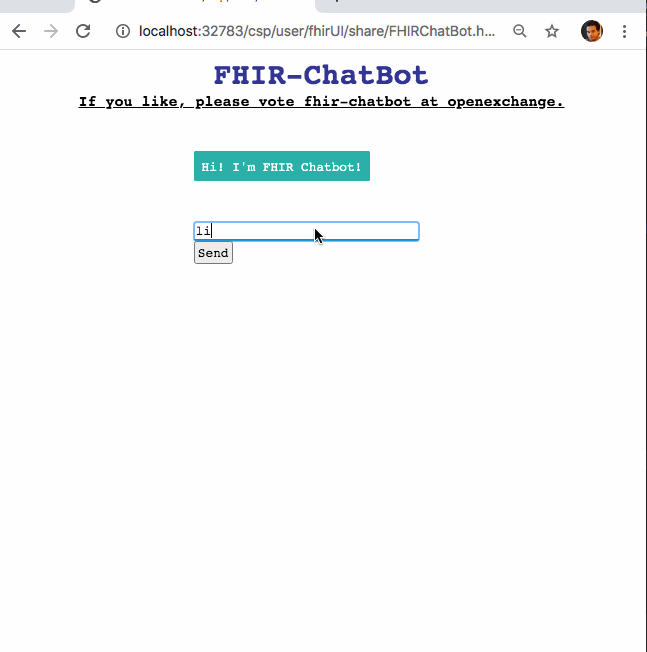 localhost:32783/csp/user/fhirUI/share/FHIRChatBot.h...
FHIR-ChatBot
If you like, please vote fhir-chatbot at openexchange.
Hi! I'm FHIR Chatbot!
li
Send